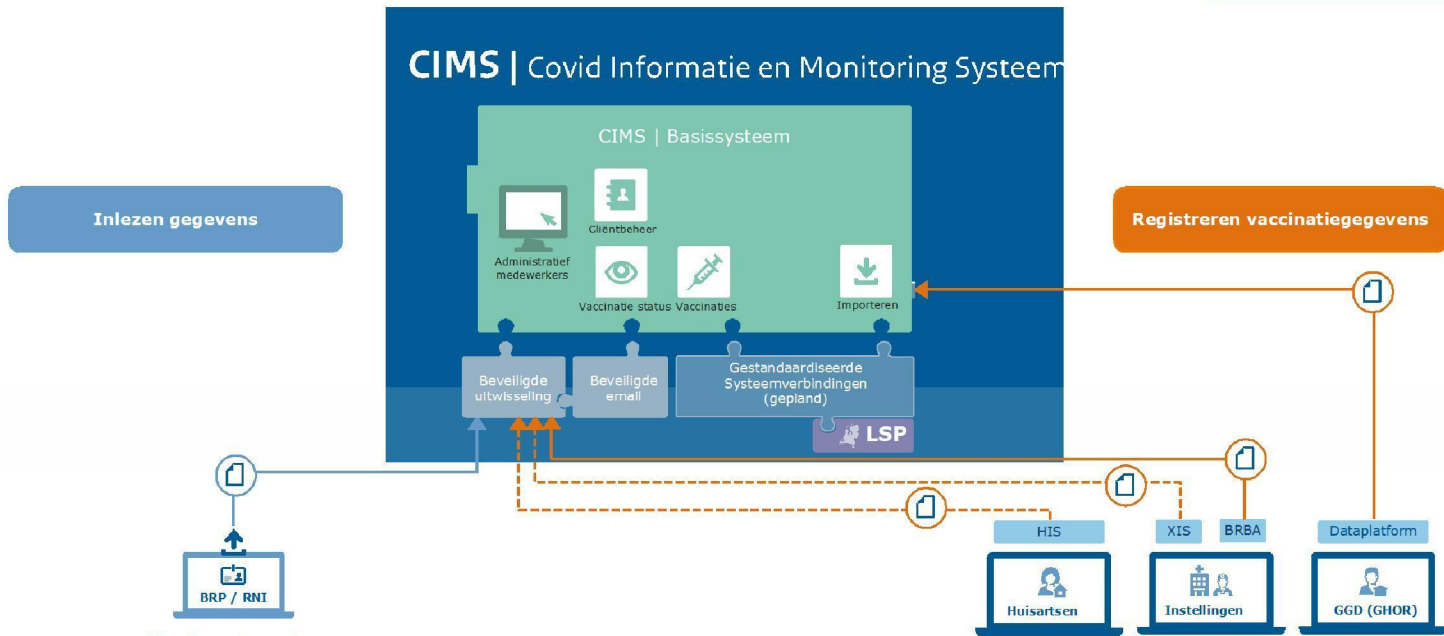 CIMS | Covid Informatie en Monitoring Systeem
CIMS | Basissysteem
Inlezen gegevens
Registreren vaccinatiegegevens
Cliëntbeheer
Administratief
medewerkers
Vaccinatie status
Vaccinaties
Importeren
Beveiligde
uitwisseling
Beveiligde
email
Gestandaardiseerde
Systeemverbindingen
(gepland)
LSP
HIS
XIS
BRBA
Dataplatform
BRP / RNI
Huisartsen
Instellingen
GGD (GHOR)